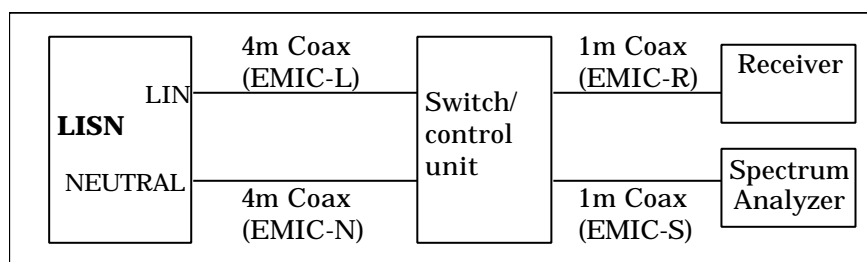 4m Coax
(EMIC-L)
1m Coax
(EMIC-R)
Receiver
LIN
LISN
Switch/
control
unit
NEUTRAL
4m Coax
(EMIC-N)
1m Coax
(EMIC-S)
Spectrum
Analyzer